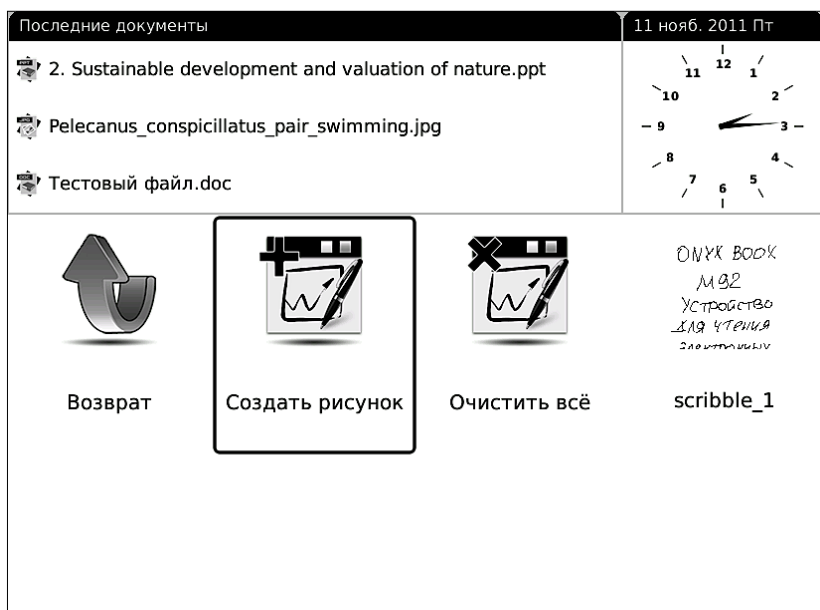 Последние документы
11 нояб. 2011 Пт
2. Sustainable development and valuation of nature.ppt
Pelecanus_conspicillatus_pair_swimming.jpg
Тестовый файл.doc
12
11 1
10 2
9 3
8 4
7 5
6
ONYX BOOX
M92
Устройство
для чтения
электронных
Возврат
Создать рисунок
Очистить всё
scribble_1